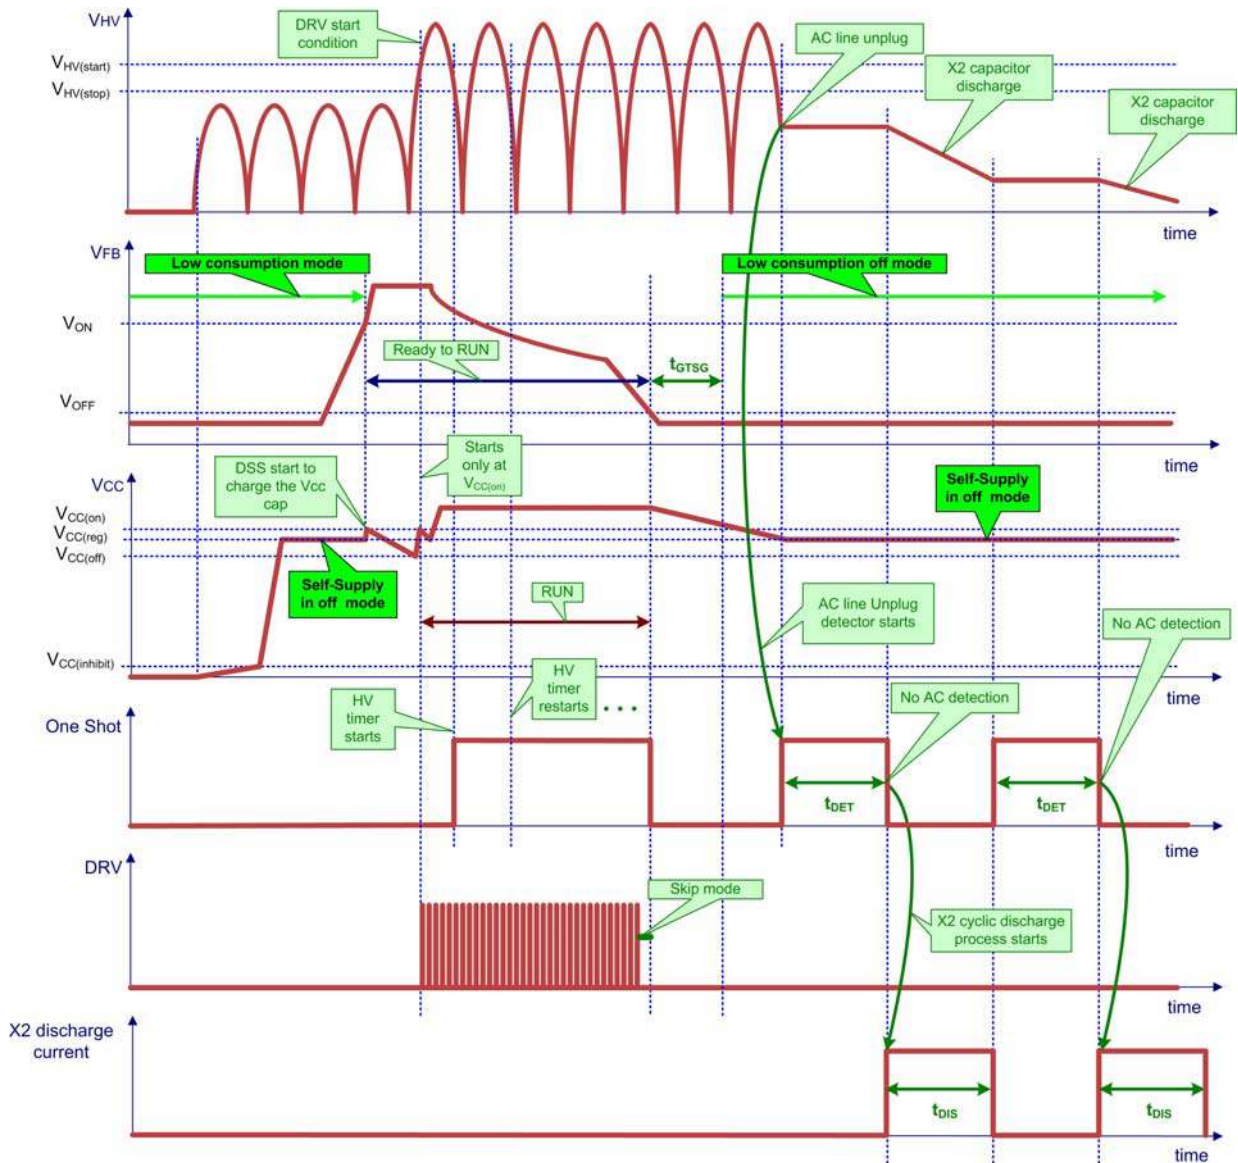 VHV
DRV start
condition
AC line unplug
X2 capacitor
discharge
X2 capacitor
discharge
VHV(start)
VHV(stop)
time
VFB
Low consumption mode
Low consumption off mode
VON
Ready to RUN
tGTSG
VOFF
time
Starts
only at
VCC(on)
DSS start to
charge the Vcc
cap
VCC
Self-Supply
in off mode
VCC(on)
VCC(reg)
VCC(off)
Self-Supply
in off mode
RUN
AC line Unplug
detector starts
No AC detection
VCC(inhibit)
time
HV
timer
restarts
HV
timer
starts
No AC detection
One Shot
tDET
tDET
time
DRV
Skip mode
X2 cyclic discharge
process starts
time
X2 discharge
current
tDIS
tDIS
time